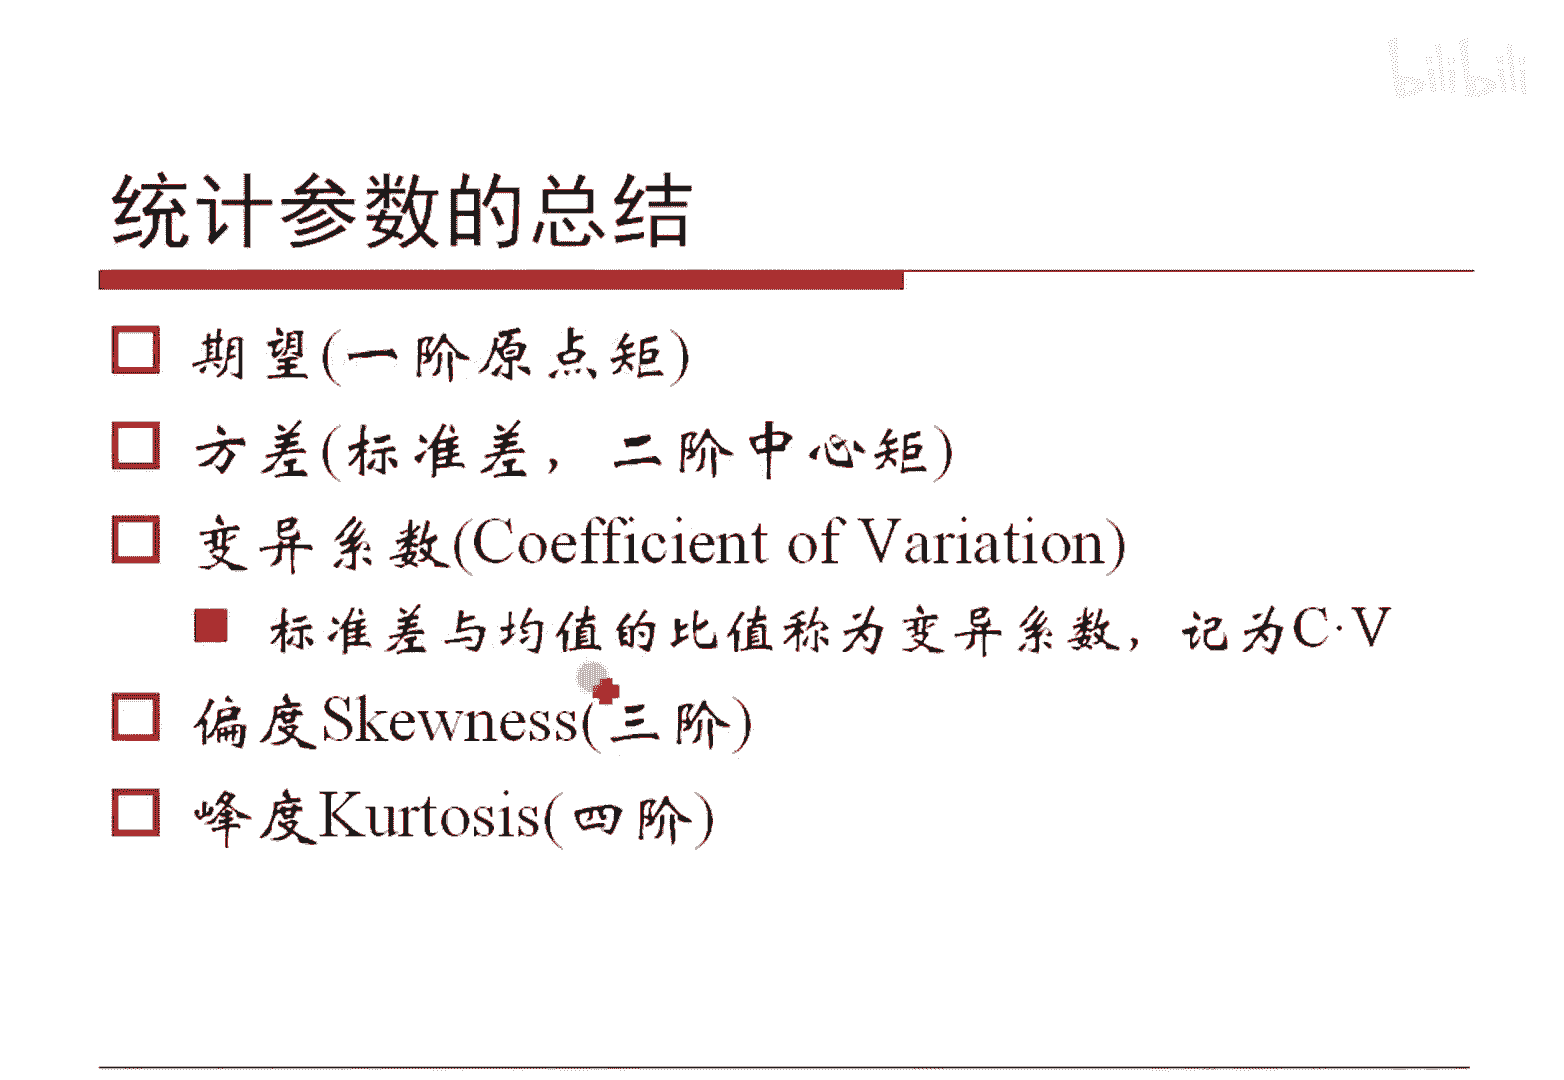 bilibili
统计参数的总结
期望(一阶原点矩)
方差(标准差，二阶中心矩)
变异系数(Coefficient of Variation)
标准差与均值的比值称为变异系数，记为C·V
偏度Skewness(三阶)
峰度Kurtosis(四阶)